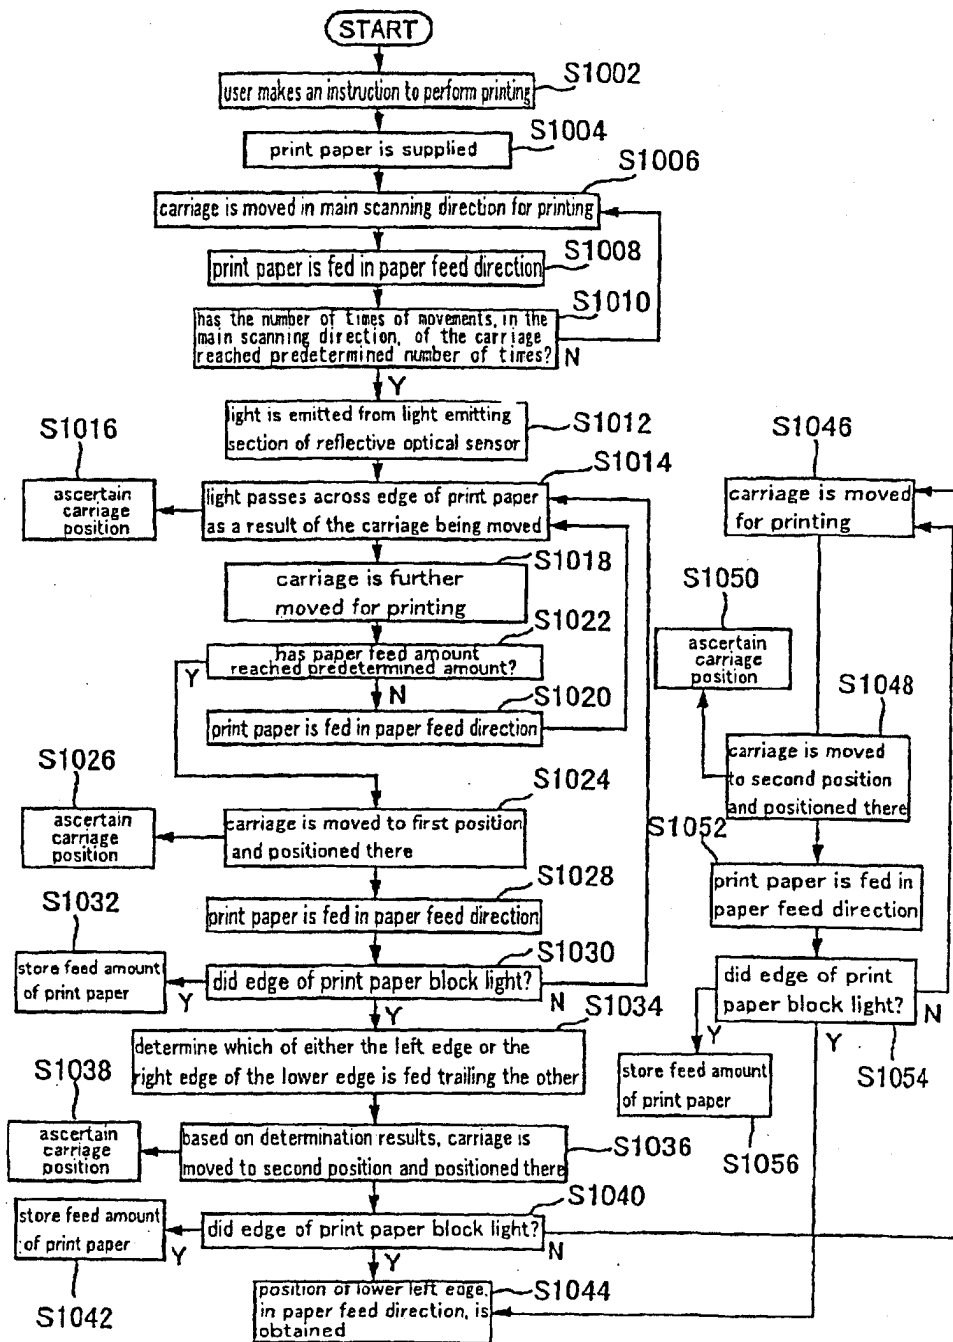 START
S1002
user makes an instruction to perform printing
S1004
print paper is supplied
S1006
carriage is moved in main scanning direction for printing
S1008
print paper is fed in paper feed direction
S1010
has the number of times of movements, in the
main scanning direction, of the carriage
reached predetermined number of times?
N
Y
light is emitted from light emitting
section of reflective optical sensor
S1012
S1016
S1014
S1046
ascertain
carriage
position
light passes across edge of print paper
as a result of the carriage being moved
carriage is moved
for printing
S1018
carriage is further
moved for printing
S1050
S1022
has paper feed amount
reached predetermined amount?
Y
N
ascertain
carriage
position
S1020
print paper is fed in paper feed direction
S1048
carriage is moved
to second position
and positioned there
S1026
S1024
ascertain
carriage
position
carriage is moved to first position
and positioned there
S1052
print paper is fed in
paper feed direction
S1028
print paper is fed in paper feed direction
S1032
S1030
store feed amount
of print paper
Y
did edge of print paper block light?
N
Y
did edge of print
paper block light?
N
Y
Y
S1054
S1034
determine which of either the left edge or the
right edge of the lower edge is fed trailing the other
store feed amount
of print paper
S1056
S1038
ascertain
carriage
position
based on determination results, carriage is
moved to second position and positioned there
S1036
S1040
store feed amount
of print paper
Y
did edge of print paper block light?
N
Y
S1042
S1044
position of lower left edge,
in paper feed direction, is
obtained